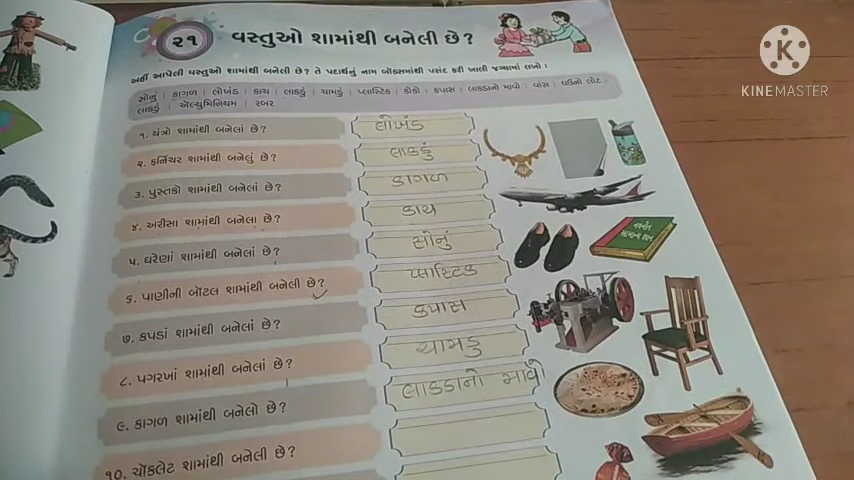 ૨૧ વસ્તુઓ શામાંથી બનેલી છે?
અહીં આપેલી વસ્તુઓ શામાંથી બનેલી છે? તે પદાર્થનું નામ બૉક્સમાંથી પસંદ કરી ખાલી જગ્યામાં લખો :
સોનું | કાગળ | લોખંડ | કાચ | લાકડું | ચામડું | પ્લાસ્ટિક | કોકો | કપાસ | લાકડાનો માવો | વાંસ | ઘઉંનો લોટ
લાકડું | ઍલ્યુમિનિયમ | રબર
૧. યંત્રો શામાંથી બનેલાં છે? લોખંડ
૨. ફર્નિચર શામાંથી બનેલું છે? લાકડું
૩. પુસ્તકો શામાંથી બનેલાં છે? કાગળ
૪. અરીસા શામાંથી બનેલા છે? કાચ
૫. ઘરેણાં શામાંથી બનેલાં છે? સોનું
૬. પાણીની બૉટલ શામાંથી બનેલી છે? પ્લાસ્ટિક
૭. કપડાં શામાંથી બનેલાં છે? કપાસ
૮. પગરખાં શામાંથી બનેલાં છે? ચામડુ
૯. કાગળ શામાંથી બનેલો છે? લાકડાનો માવો
૧૦. ચૉકલેટ શામાંથી બનેલી છે?
નવનીત
સામાન્ય જ્ઞાન
KINEMASTER